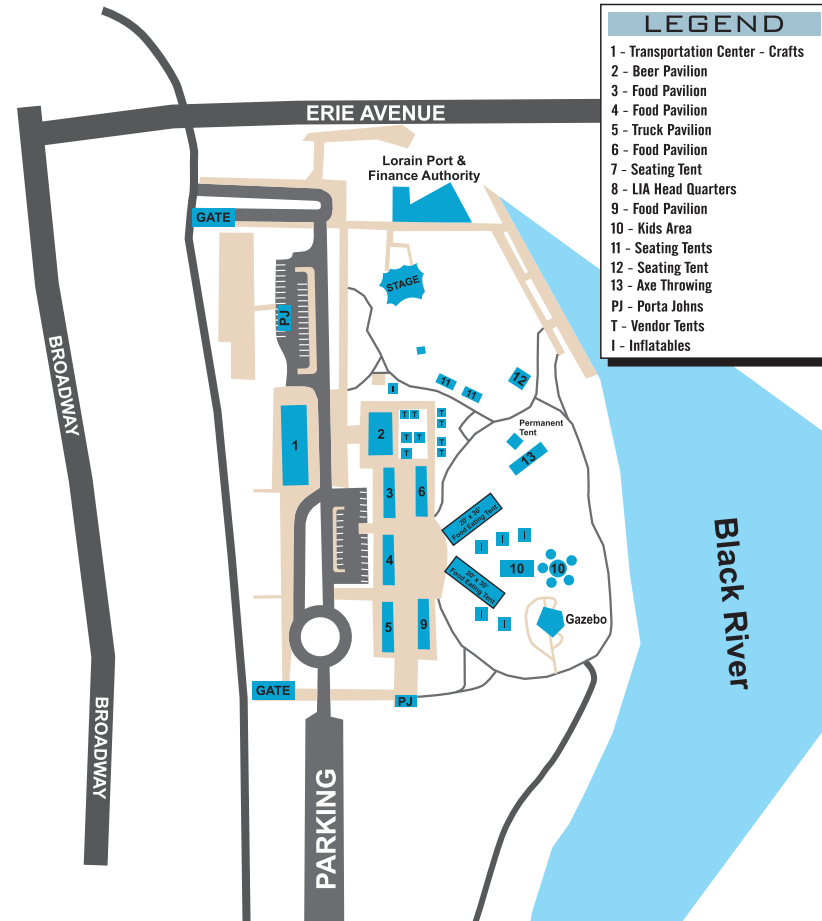 LEGEND
1 - Transportation Center - Crafts
2 - Beer Pavilion
3 - Food Pavilion
4 - Food Pavilion
5 - Truck Pavilion
6 - Food Pavilion
7 - Seating Tent
8 - LIA Head Quarters
9 - Food Pavilion
10 - Kids Area
11 - Seating Tents
12 - Seating Tent
13 - Axe Throwing
PJ - Porta Johns
T - Vendor Tents
I - Inflatables
ERIE AVENUE
Lorain Port &
Finance Authority
GATE
STAGE
PJ
BROADWAY
11
11
12
I
T T
T
T
2
T T
T
T
T
1
Permanent
Tent
13
3
6
20' x 30'
Food Eating Tent
I
I
I
4
10
10
20' x 30'
Food Eating Tent
5
9
I
I
Gazebo
Black River
GATE
PJ
BROADWAY
PARKING